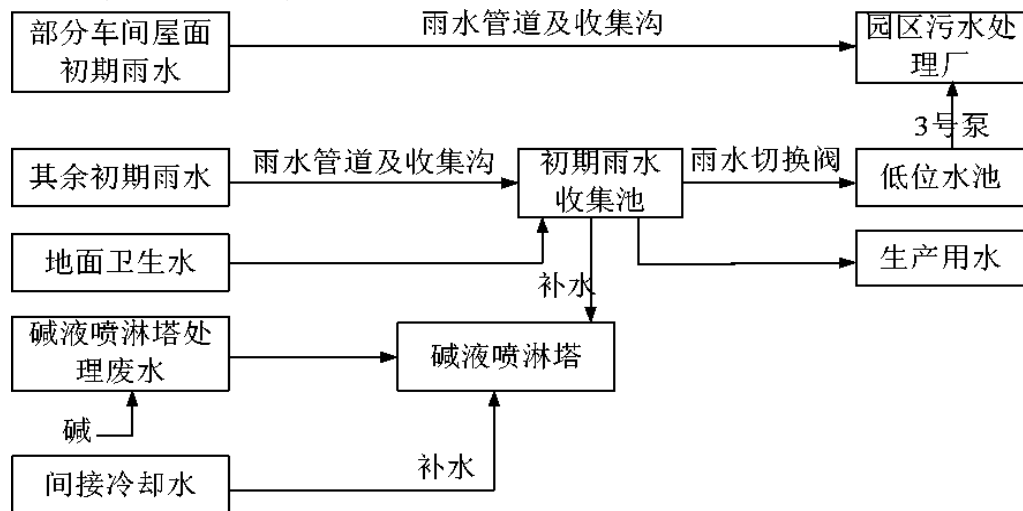 部分车间屋面
初期雨水
雨水管道及收集沟
园区污水处
理厂
3号泵
其余初期雨水
雨水管道及收集沟
初期雨水
收集池
雨水切换阀
低位水池
地面卫生水
补水
生产用水
碱液喷淋塔处
理废水
碱液喷淋塔
碱
间接冷却水
补水